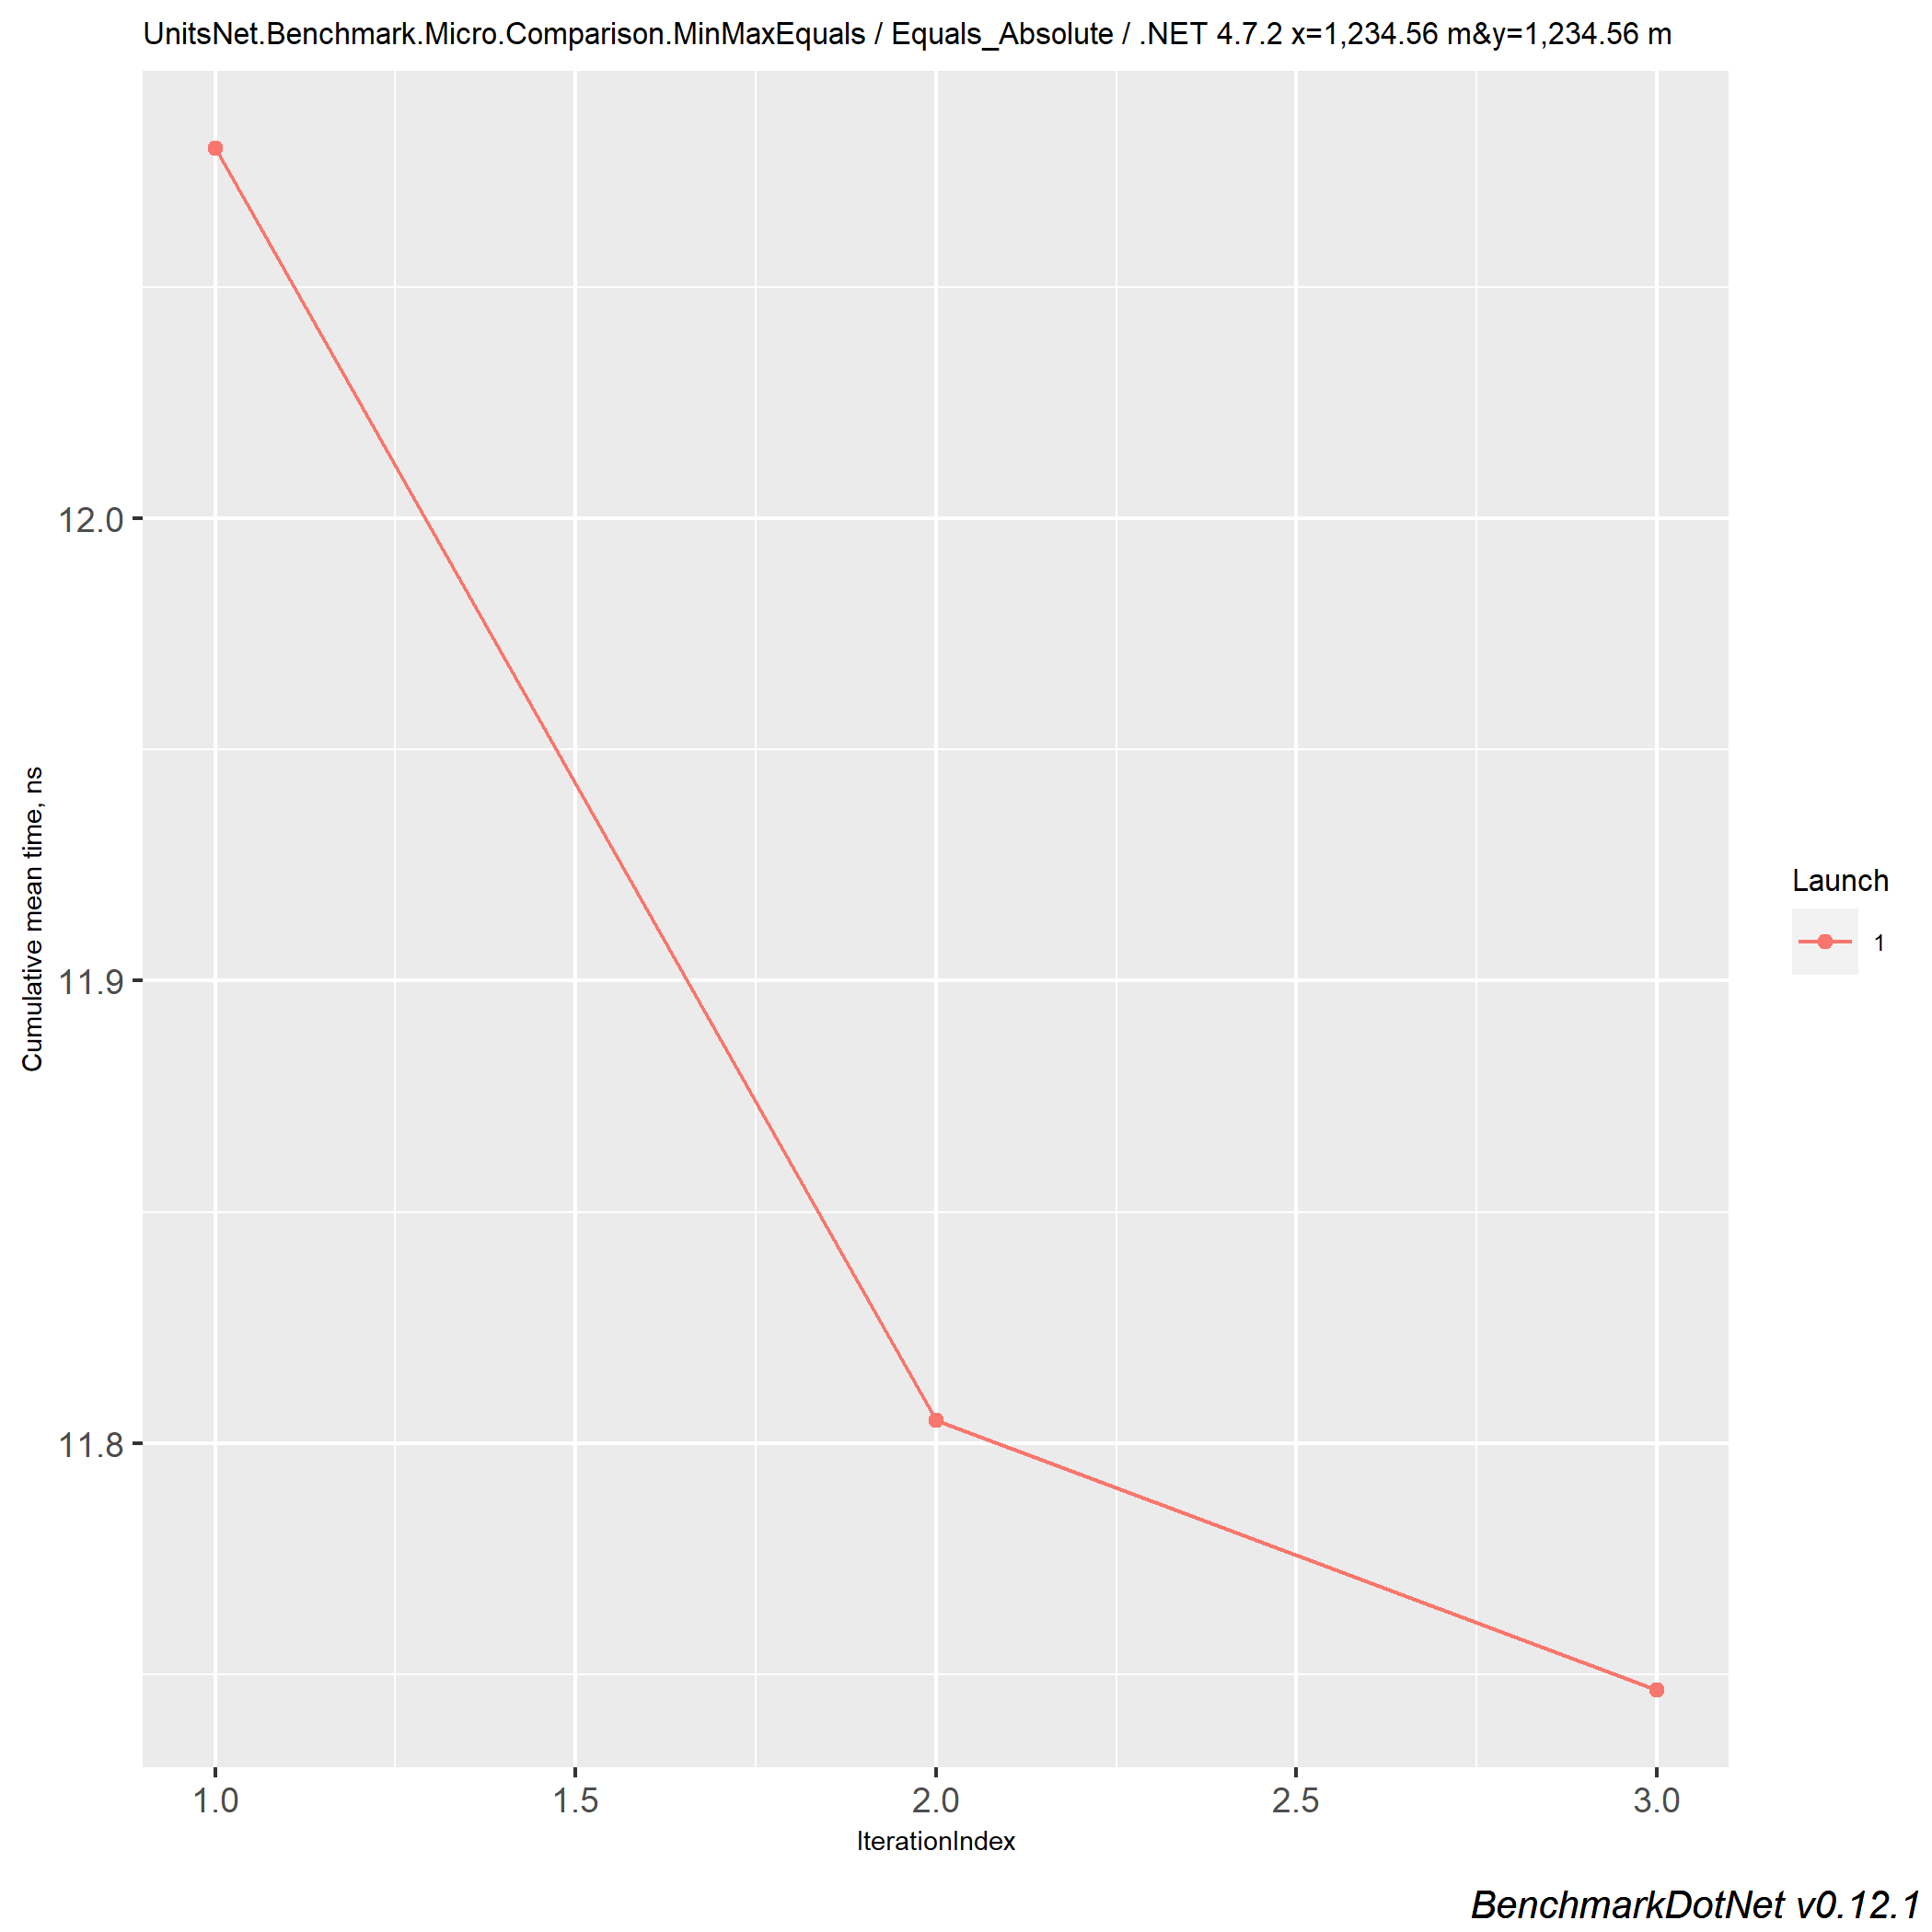 UnitsNet.Benchmark.Micro.Comparison.MinMaxEquals / Equals_Absolute / .NET 4.7.2 x=1,234.56 m&y=1,234.56 m
12.0
11.9
11.8
Cumulative mean time, ns
1.0 1.5 2.0 2.5 3.0
IterationIndex
Launch
1
BenchmarkDotNet v0.12.1